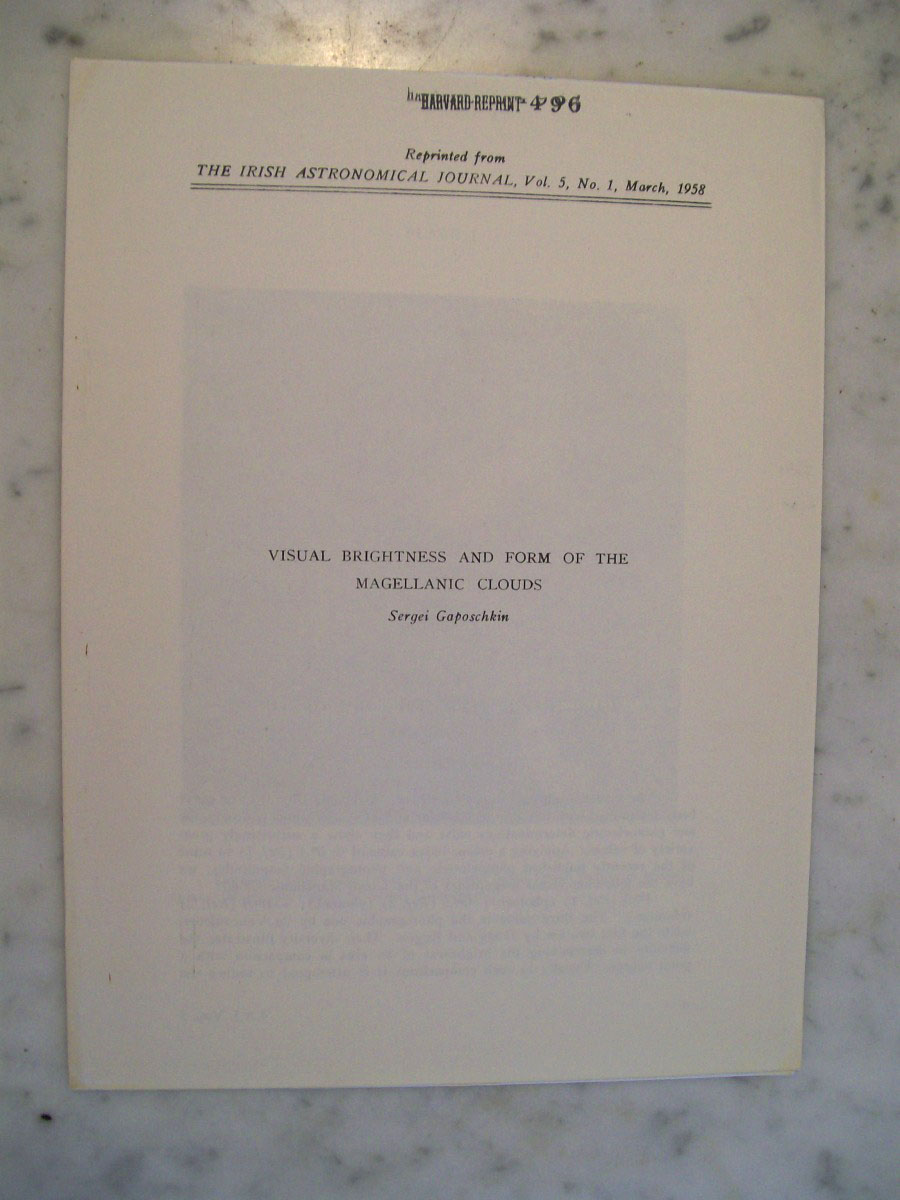 HARVARD REPRINT 496
Reprinted from
THE IRISH ASTRONOMICAL JOURNAL, Vol. 5, No. 1, March, 1958
VISUAL BRIGHTNESS AND FORM OF THE
MAGELLANIC CLOUDS
Sergei Gaposchkin